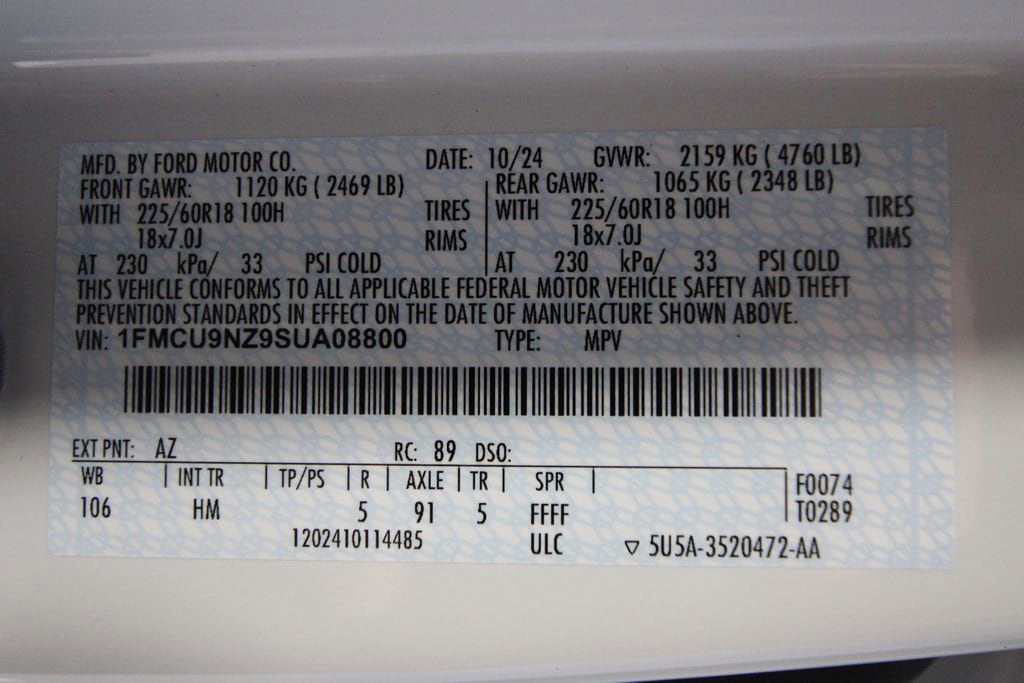 MFD. BY FORD MOTOR CO. DATE: 10/24 GVWR: 2159 KG ( 4760 LB)
FRONT GAWR: 1120 KG ( 2469 LB) REAR GAWR: 1065 KG ( 2348 LB)
WITH 225/60R18 100H TIRES WITH 225/60R18 100H TIRES
18x7.0J RIMS 18x7.0J RIMS
AT 230 kPa/ 33 PSI COLD AT 230 kPa/ 33 PSI COLD
THIS VEHICLE CONFORMS TO ALL APPLICABLE FEDERAL MOTOR VEHICLE SAFETY AND THEFT
PREVENTION STANDARDS IN EFFECT ON THE DATE OF MANUFACTURE SHOWN ABOVE.
VIN: 1FMCU9NZ9SUA08800 TYPE: MPV
EXT PNT: AZ RC: 89 DSO:
WB INT TR TP/PS R AXLE TR SPR F0074
106 HM 5 91 5 FFFF T0289
1202410114485 ULC ▽ 5U5A-3520472-AA